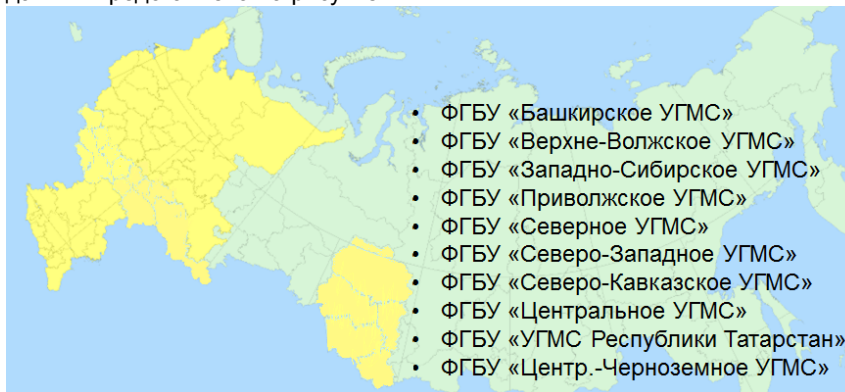 • ФГБУ «Башкирское УГМС»
• ФГБУ «Верхне-Волжское УГМС»
• ФГБУ «Западно-Сибирское УГМС»
• ФГБУ «Приволжское УГМС»
• ФГБУ «Северное УГМС»
• ФГБУ «Северо-Западное УГМС»
• ФГБУ «Северо-Кавказское УГМС»
• ФГБУ «Центральное УГМС»
• ФГБУ «УГМС Республики Татарстан»
• ФГБУ «Центр.-Черноземное УГМС»